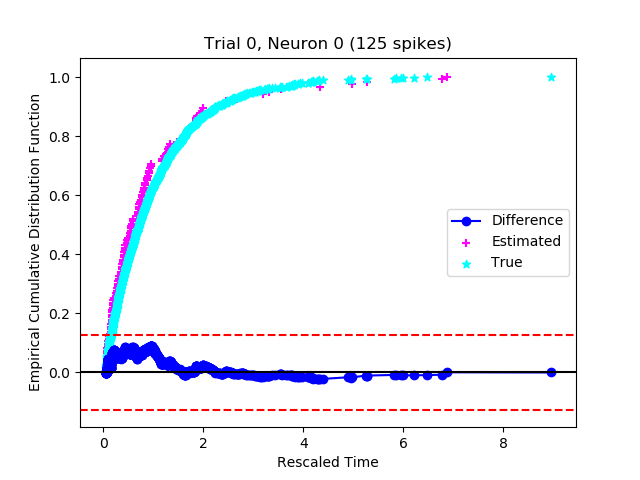 Trial 0, Neuron 0 (125 spikes)
Empirical Cumulative Distribution Function
1.0
0.8
0.6
0.4
0.2
0.0
Difference
Estimated
True
0 2 4 6 8
Rescaled Time